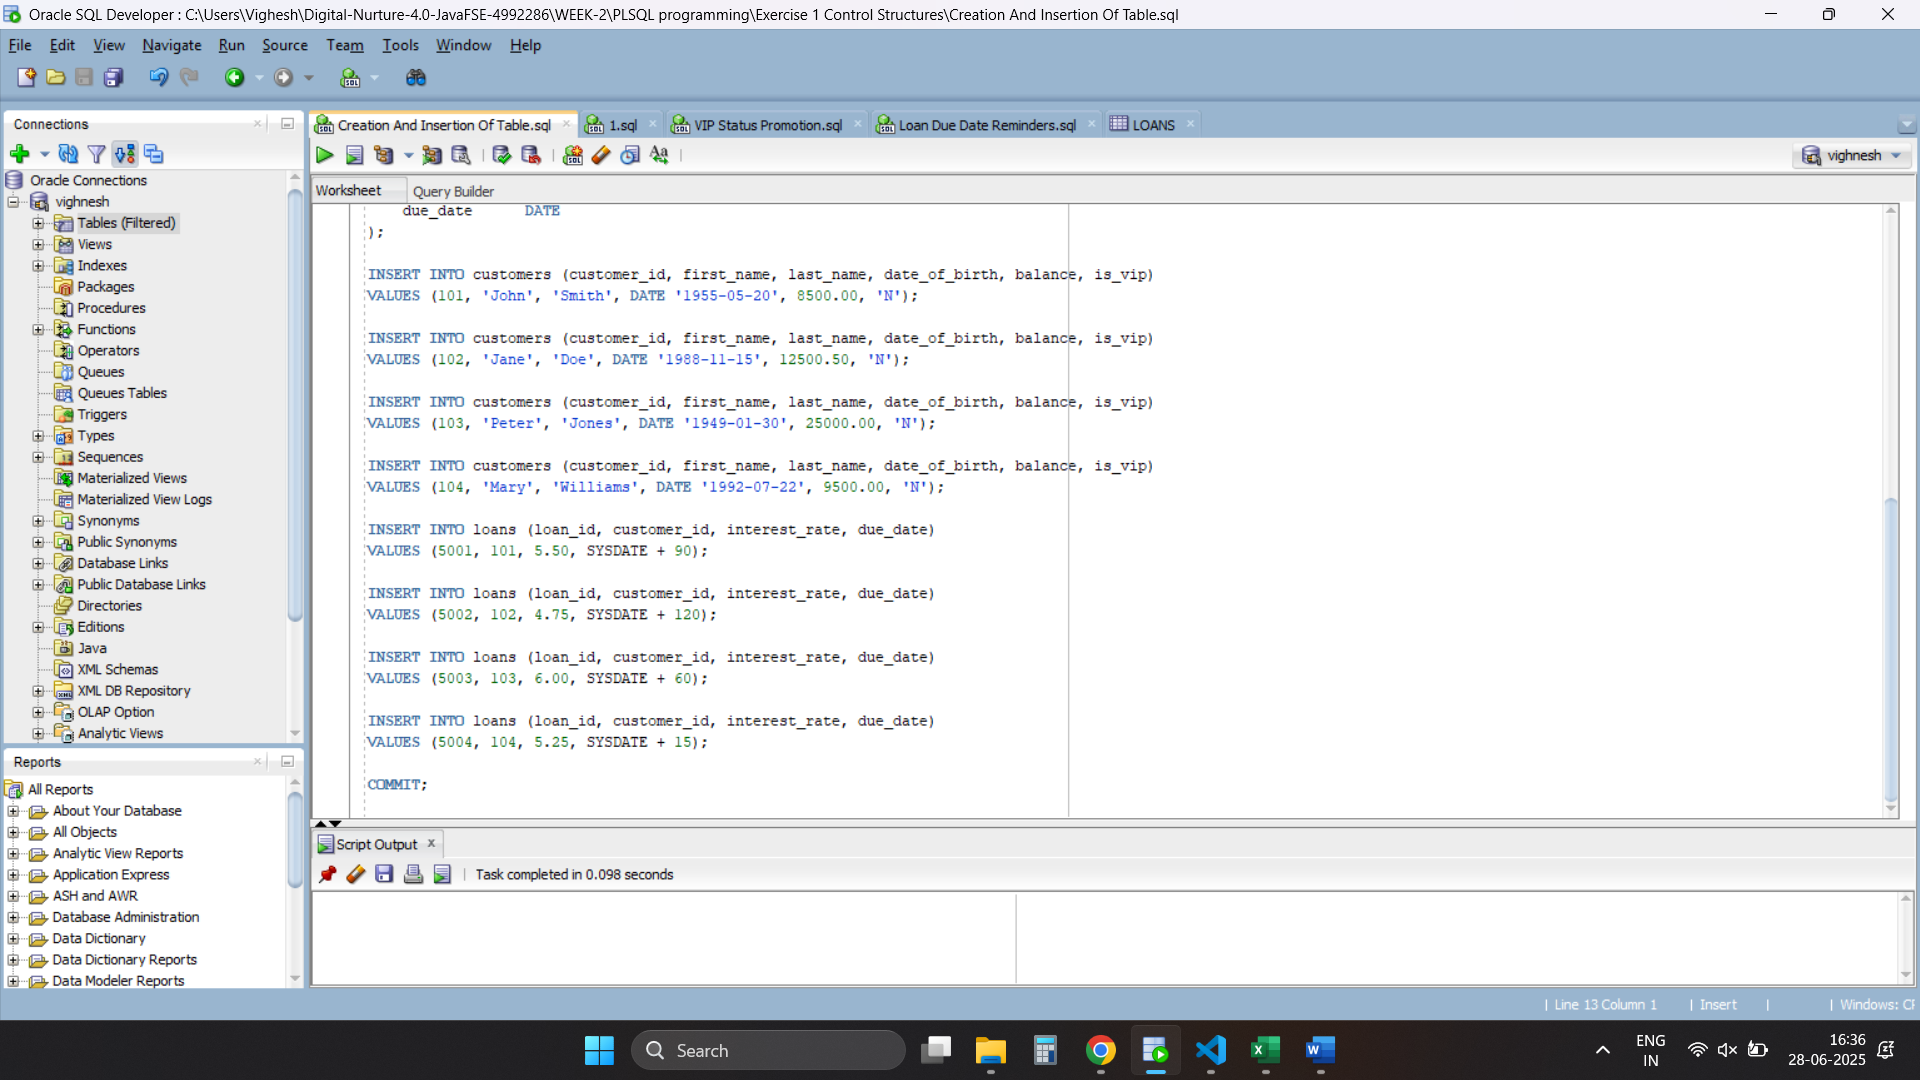 Oracle SQL Developer : C:\Users\Vighesh\Digital-Nurture-4.0-JavaFSE-4992286\WEEK-2\PLSQL programming\Exercise 1 Control Structures\Creation And Insertion Of Table.sql
File Edit View Navigate Run Source Team Tools Window Help
Connections
Oracle Connections
vighnesh
Tables (Filtered)
Views
Indexes
Packages
Procedures
Functions
Operators
Queues
Queues Tables
Triggers
Types
Sequences
Materialized Views
Materialized View Logs
Synonyms
Public Synonyms
Database Links
Public Database Links
Directories
Editions
Java
XML Schemas
XML DB Repository
OLAP Option
Analytic Views
Reports
All Reports
About Your Database
All Objects
Analytic View Reports
Application Express
ASH and AWR
Database Administration
Data Dictionary
Data Dictionary Reports
Data Modeler Reports
Creation And Insertion Of Table.sql 1.sql VIP Status Promotion.sql Loan Due Date Reminders.sql LOANS
vighnesh
Worksheet Query Builder
due_date DATE
);
INSERT INTO customers (customer_id, first_name, last_name, date_of_birth, balance, is_vip)
VALUES (101, 'John', 'Smith', DATE '1955-05-20', 8500.00, 'N');
INSERT INTO customers (customer_id, first_name, last_name, date_of_birth, balance, is_vip)
VALUES (102, 'Jane', 'Doe', DATE '1988-11-15', 12500.50, 'N');
INSERT INTO customers (customer_id, first_name, last_name, date_of_birth, balance, is_vip)
VALUES (103, 'Peter', 'Jones', DATE '1949-01-30', 25000.00, 'N');
INSERT INTO customers (customer_id, first_name, last_name, date_of_birth, balance, is_vip)
VALUES (104, 'Mary', 'Williams', DATE '1992-07-22', 9500.00, 'N');
INSERT INTO loans (loan_id, customer_id, interest_rate, due_date)
VALUES (5001, 101, 5.50, SYSDATE + 90);
INSERT INTO loans (loan_id, customer_id, interest_rate, due_date)
VALUES (5002, 102, 4.75, SYSDATE + 120);
INSERT INTO loans (loan_id, customer_id, interest_rate, due_date)
VALUES (5003, 103, 6.00, SYSDATE + 60);
INSERT INTO loans (loan_id, customer_id, interest_rate, due_date)
VALUES (5004, 104, 5.25, SYSDATE + 15);
COMMIT;
Script Output
Task completed in 0.098 seconds
Line 13 Column 1 Insert Windows:
Search
ENG
IN
16:36
28-06-2025